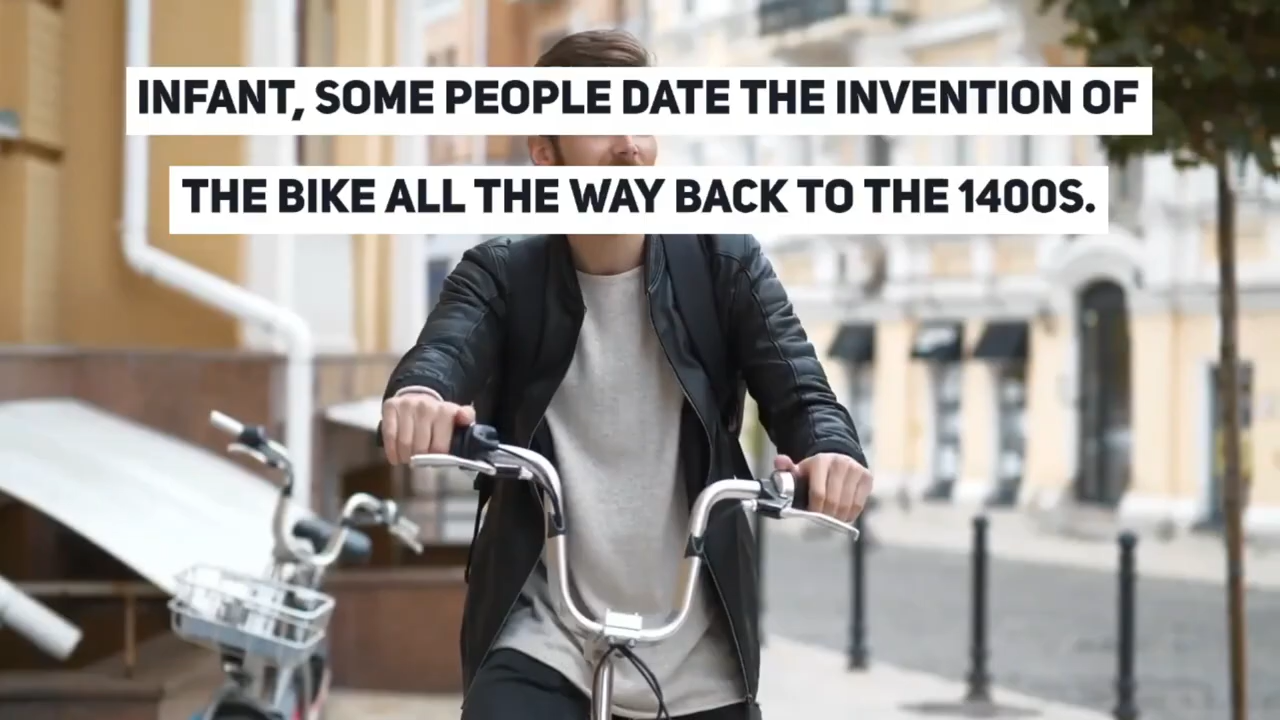 INFANT, SOME PEOPLE DATE THE INVENTION OF
THE BIKE ALL THE WAY BACK TO THE 1400S.